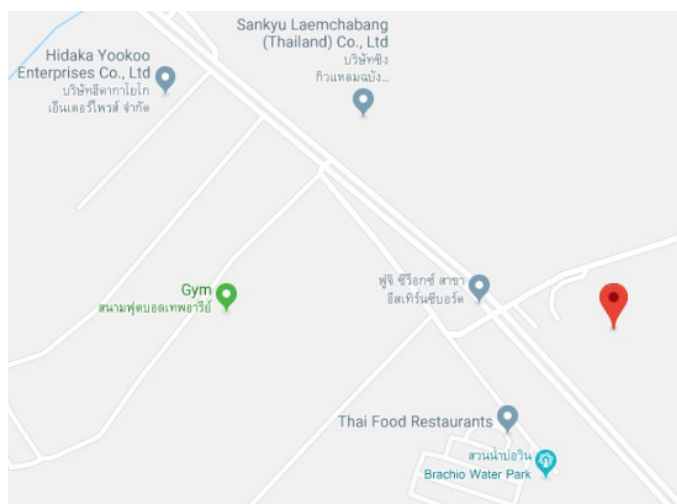 Sankyu Laemchabang
(Thailand) Co., Ltd
บริษัทซิง
กิวแหลมฉบัง...
Hidaka Yookoo
Enterprises Co., Ltd
บริษัทฮีดากาโยโก
เอ็นเตอร์ไพรส์ จำกัด
Gym
สนามฟุตบอลเทพอารีย์
ฟูจิ ซีร็อกซ์ สาขา
อีสเทิร์นซีบอร์ด
Thai Food Restaurants
สวนน้ำบ่อวิน
Brachio Water Park